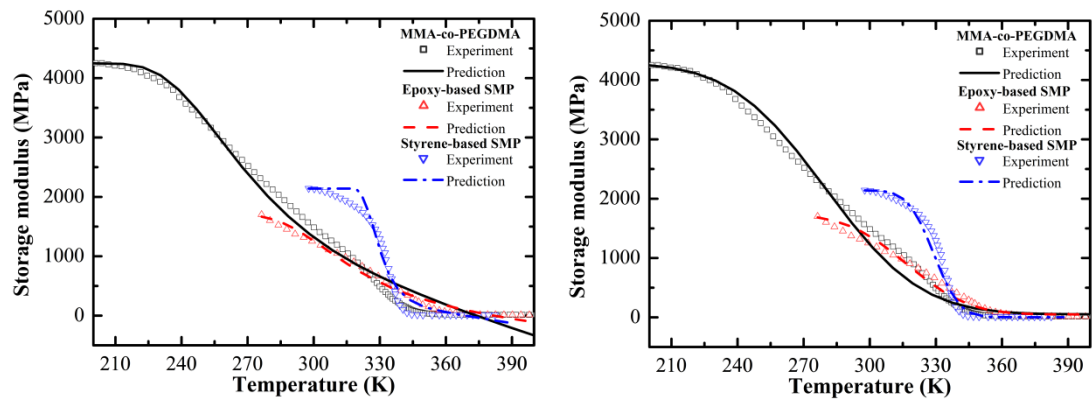 5000
4000
3000
2000
1000
0
Storage modulus (MPa)
MMA-co-PEGDMA
Experiment
Prediction
Epoxy-based SMP
Experiment
Prediction
Styrene-based SMP
Experiment
Prediction
210 240 270 300 330 360 390
Temperature (K)
5000
4000
3000
2000
1000
0
Storage modulus (MPa)
MMA-co-PEGDMA
Experiment
Prediction
Epoxy-based SMP
Experiment
Prediction
Styrene-based SMP
Experiment
Prediction
210 240 270 300 330 360 390
Temperature (K)